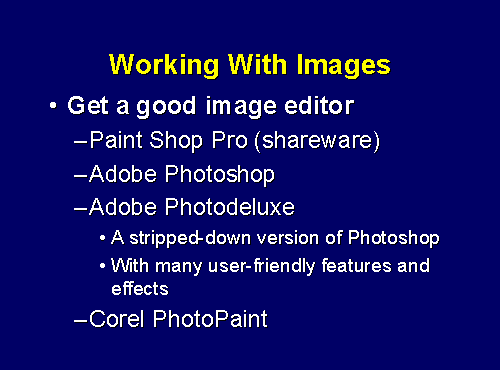 Working With Images
• Get a good image editor
–Paint Shop Pro (shareware)
–Adobe Photoshop
–Adobe Photodeluxe
• A stripped-down version of Photoshop
• With many user-friendly features and
effects
–Corel PhotoPaint